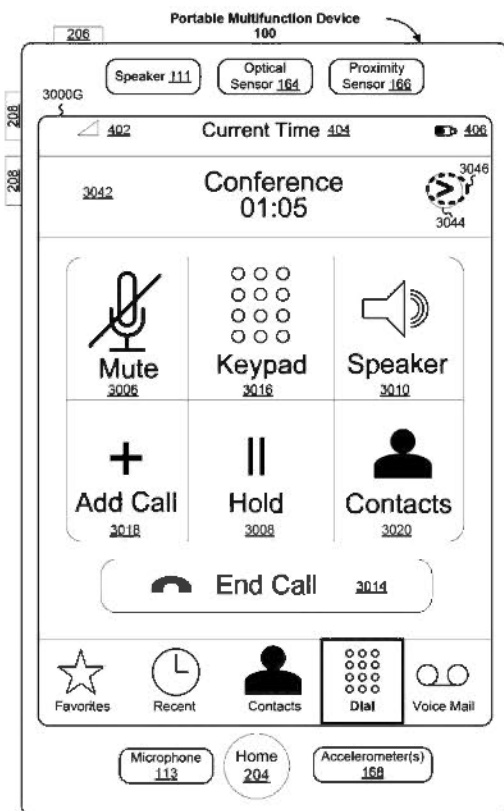 Portable Multifunction Device
100
206
Speaker 111
Optical
Sensor 164
Proximity
Sensor 166
3000G
208
208
402
Current Time 404
406
3042
Conference
01:05
3046
3044
Mute
3006
Keypad
3016
Speaker
3010
Add Call
3018
Hold
3008
Contacts
3020
End Call 3014
Favorites
Recent
Contacts
Dial
Voice Mail
Microphone
113
Home
204
Accelerometer(s)
168